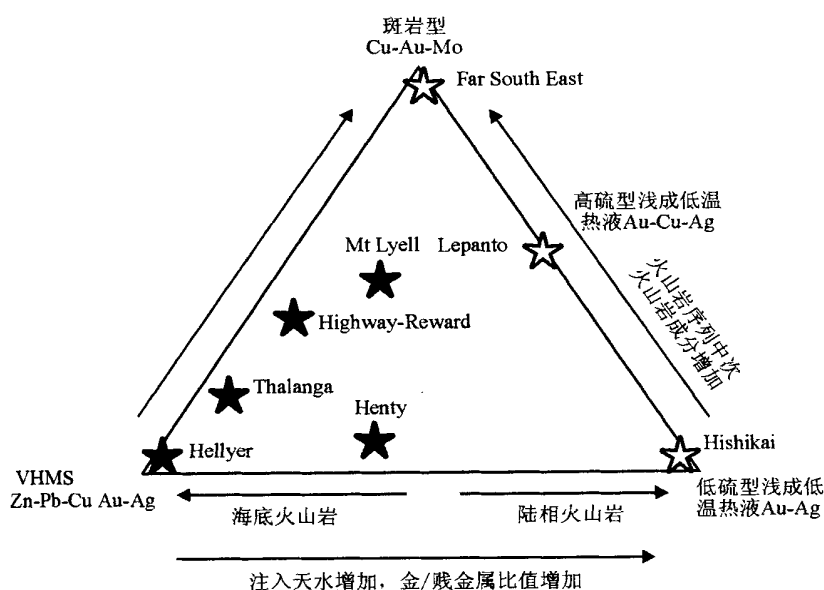 斑岩型
Cu-Au-Mo
Far South East
高硫型浅成低温
热液Au-Cu-Ag
Mt Lyell
Lepanto
火山岩序列中次
火山岩成分增加
Highway-Reward
Thalanga
Henty
Hellyer
Hishikai
VHMS
Zn-Pb-Cu Au-Ag
低硫型浅成低
温热液Au-Ag
海底火山岩
陆相火山岩
注入天水增加，金/贱金属比值增加